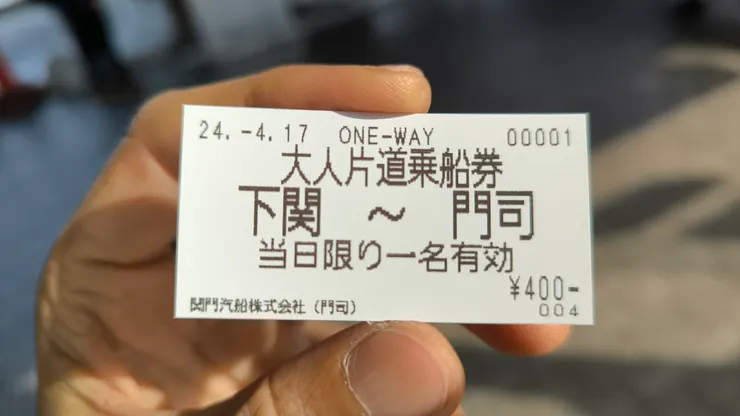 24.-4.17 ONE-WAY 00001
大人片道乗船券
下関 ～ 門司
当日限り一名有効
¥400-
関門汽船株式会社（門司） 004